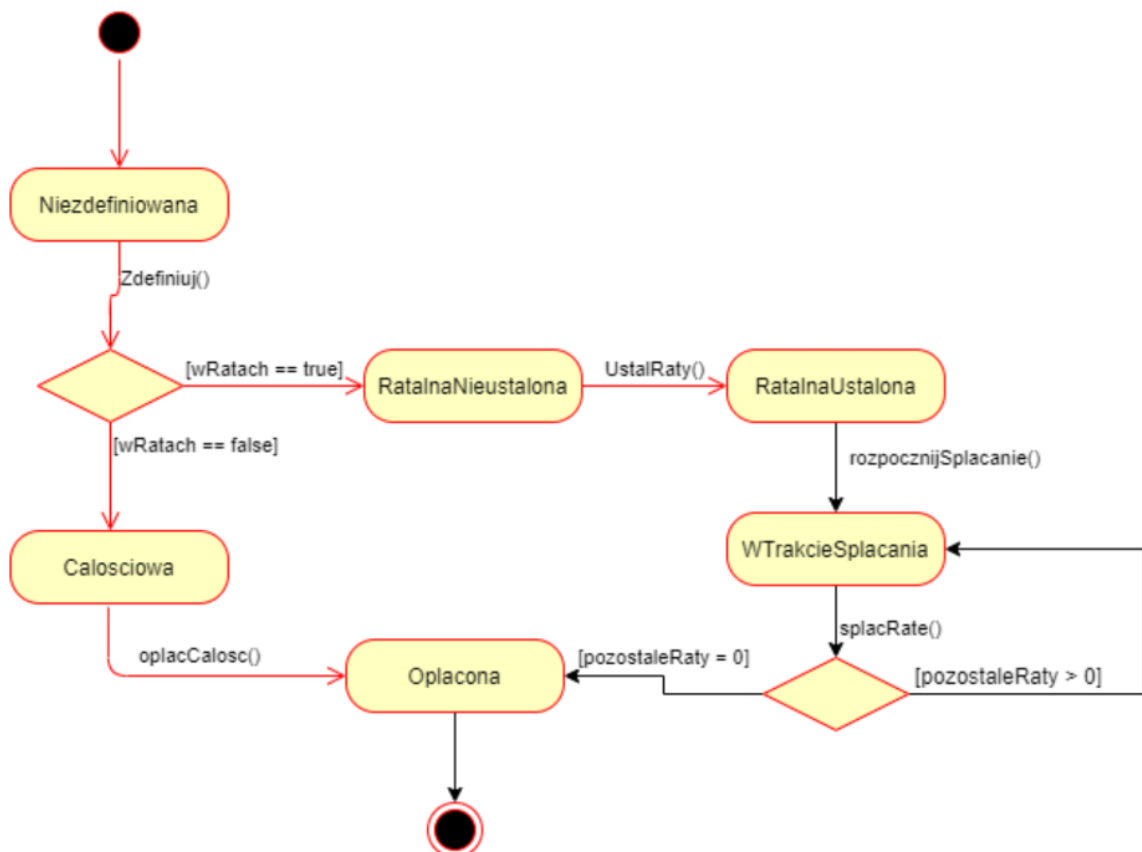 Niezdefiniowana
Zdefiniuj()
[wRatach == true]
RatalnaNieustalona
UstalRaty()
RatalnaUstalona
[wRatach == false]
rozpocznijSplacanie()
Calosciowa
WTrakcieSplacania
splacRate()
oplacCalosc()
Oplacona
[pozostaleRaty = 0]
[pozostaleRaty > 0]